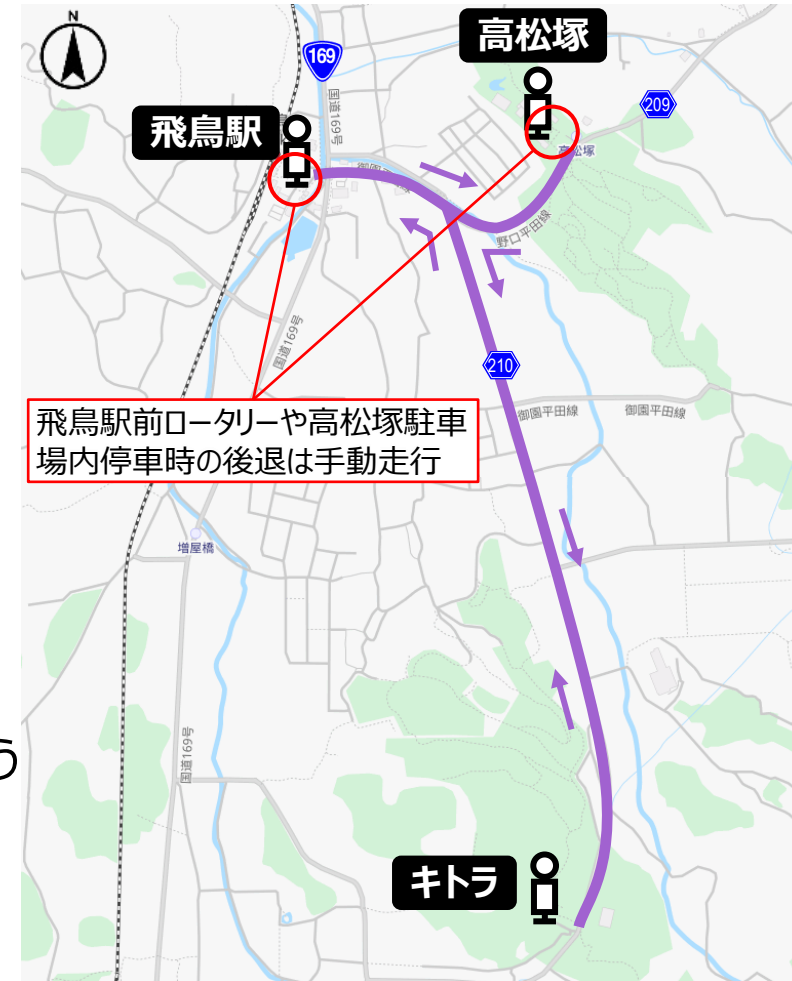 N
高松塚
169
209
飛鳥駅
国道169号
高松塚
御園平
野口平田線
国道169号
210
飛鳥駅前ロータリーや高松塚駐車
場内停車時の後退は手動走行
御園平田線
御園平田線
増屋橋
う
国道169号
キトラ